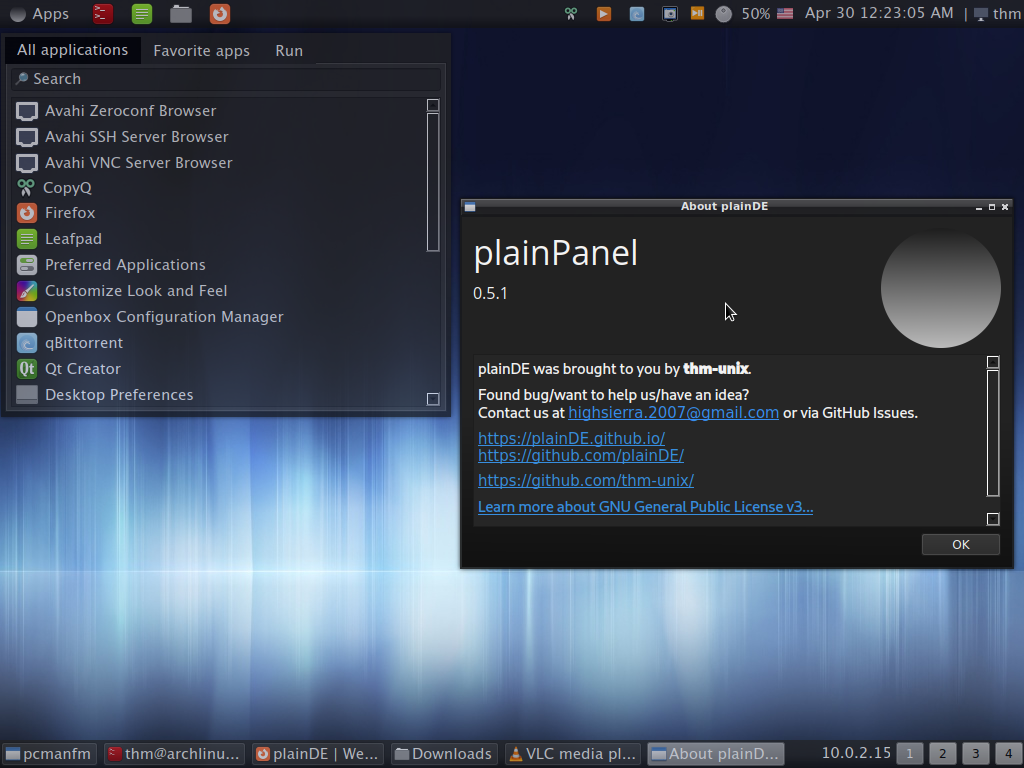 Apps 50% Apr 30 12:23:05 AM | thm
All applications Favorite apps Run
Search
Avahi Zeroconf Browser
Avahi SSH Server Browser
Avahi VNC Server Browser
CopyQ
Firefox
Leafpad
Preferred Applications
Customize Look and Feel
Openbox Configuration Manager
qBittorrent
Qt Qt Creator
Desktop Preferences
About plainDE
plainPanel
0.5.1
plainDE was brought to you by thm-unix.
Found bug/want to help us/have an idea?
Contact us at highsierra.2007@gmail.com or via GitHub Issues.
https://plainDE.github.io/
https://github.com/plainDE/
https://github.com/thm-unix/
Learn more about GNU General Public License v3...
OK
pcmanfm thm@archlinu... plainDE | We... Downloads VLC media pl... About plainD... 10.0.2.15 1 2 3 4